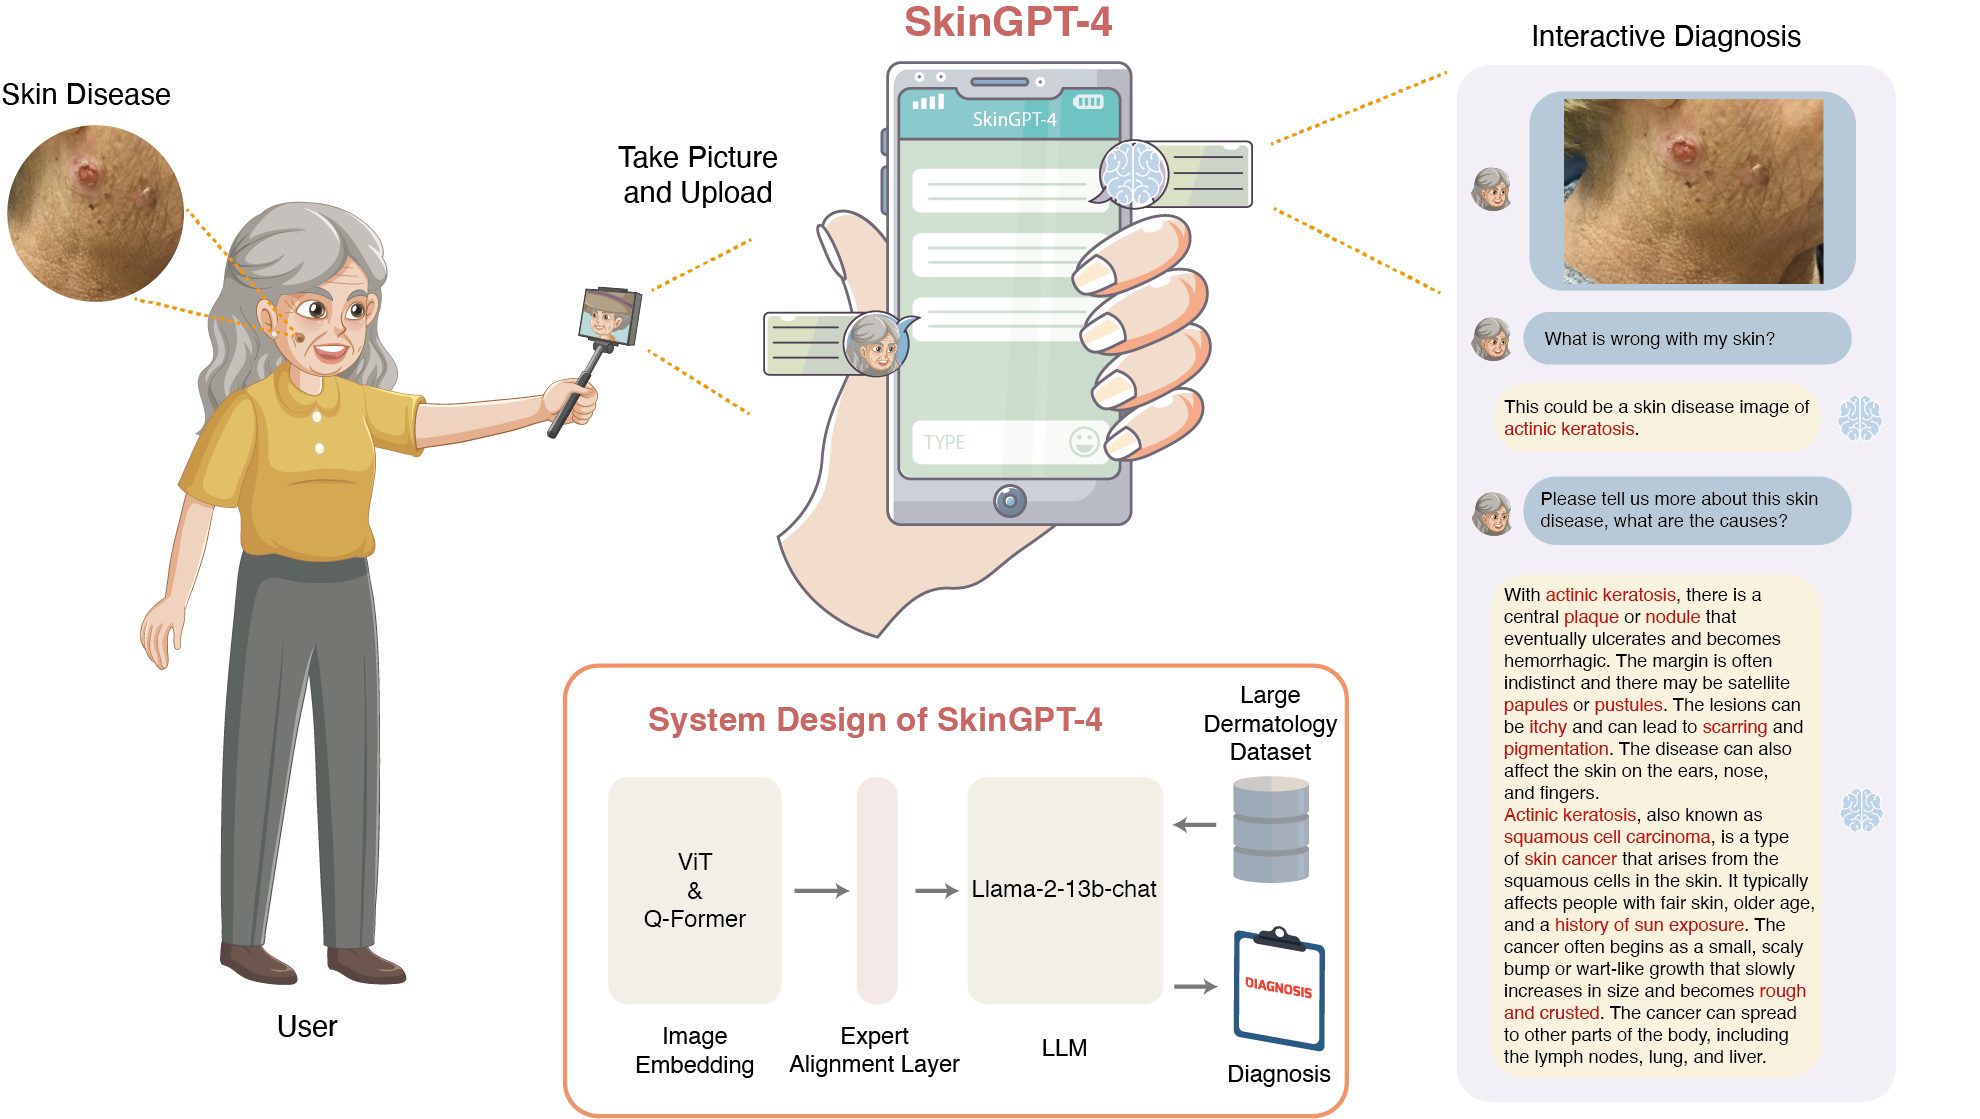 SkinGPT-4
Skin Disease
User
Take Picture
and Upload
SkinGPT-4
TYPE
System Design of SkinGPT-4
ViT
&
Q-Former
Image
Embedding
Expert
Alignment Layer
Llama-2-13b-chat
LLM
Large
Dermatology
Dataset
DIAGNOSIS
Diagnosis
Interactive Diagnosis
What is wrong with my skin?
This could be a skin disease image of
actinic keratosis.
Please tell us more about this skin
disease, what are the causes?
With actinic keratosis, there is a
central plaque or nodule that
eventually ulcerates and becomes
hemorrhagic. The margin is often
indistinct and there may be satellite
papules or pustules. The lesions can
be itchy and can lead to scarring and
pigmentation. The disease can also
affect the skin on the ears, nose,
and fingers.
Actinic keratosis, also known as
squamous cell carcinoma, is a type
of skin cancer that arises from the
squamous cells in the skin. It typically
affects people with fair skin, older age,
and a history of sun exposure. The
cancer often begins as a small, scaly
bump or wart-like growth that slowly
increases in size and becomes rough
and crusted. The cancer can spread
to other parts of the body, including
the lymph nodes, lung, and liver.